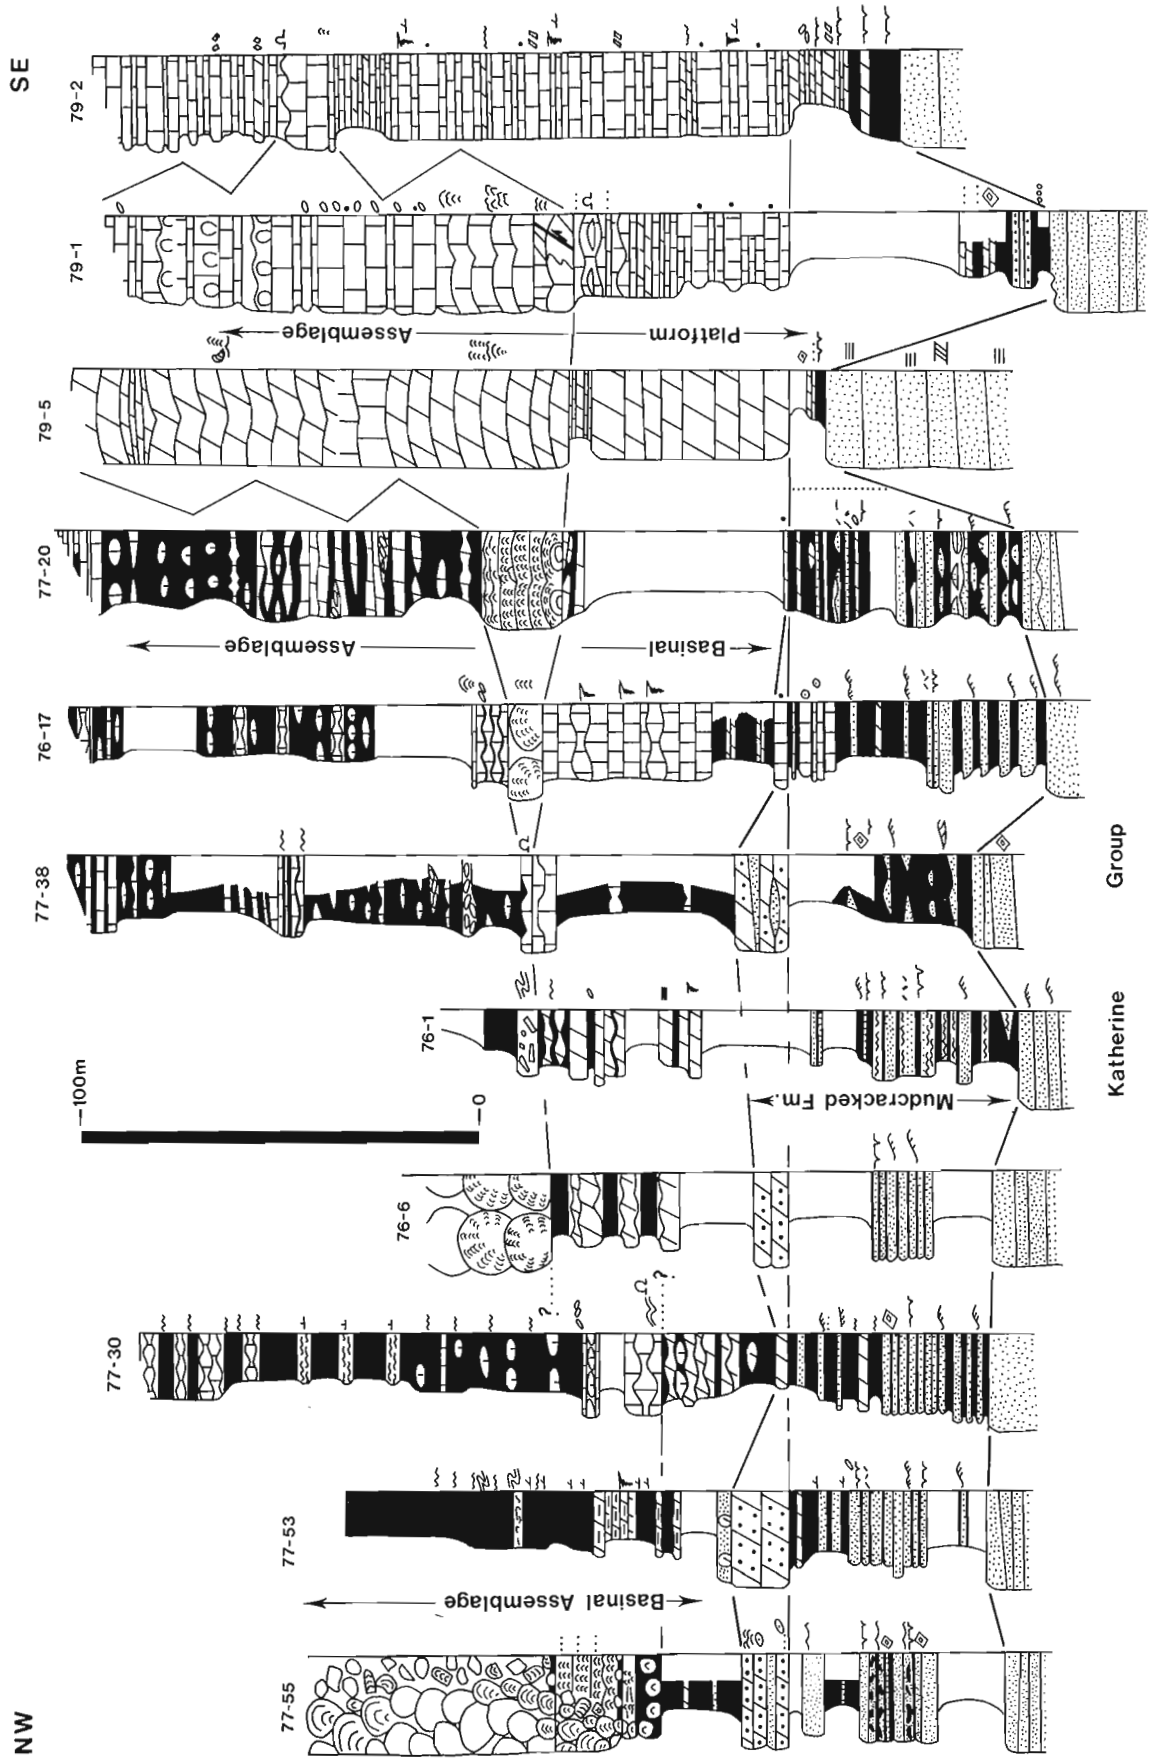 NW
SE
77-55
77-53
77-30
76-6
76-1
77-38
76-17
77-20
79-5
79-1
79-2
Basinal Assemblage
?
?
100m
0
Mudcracked Fm.
Basinal
Assemblage
Platform
Assemblage
Katherine Group